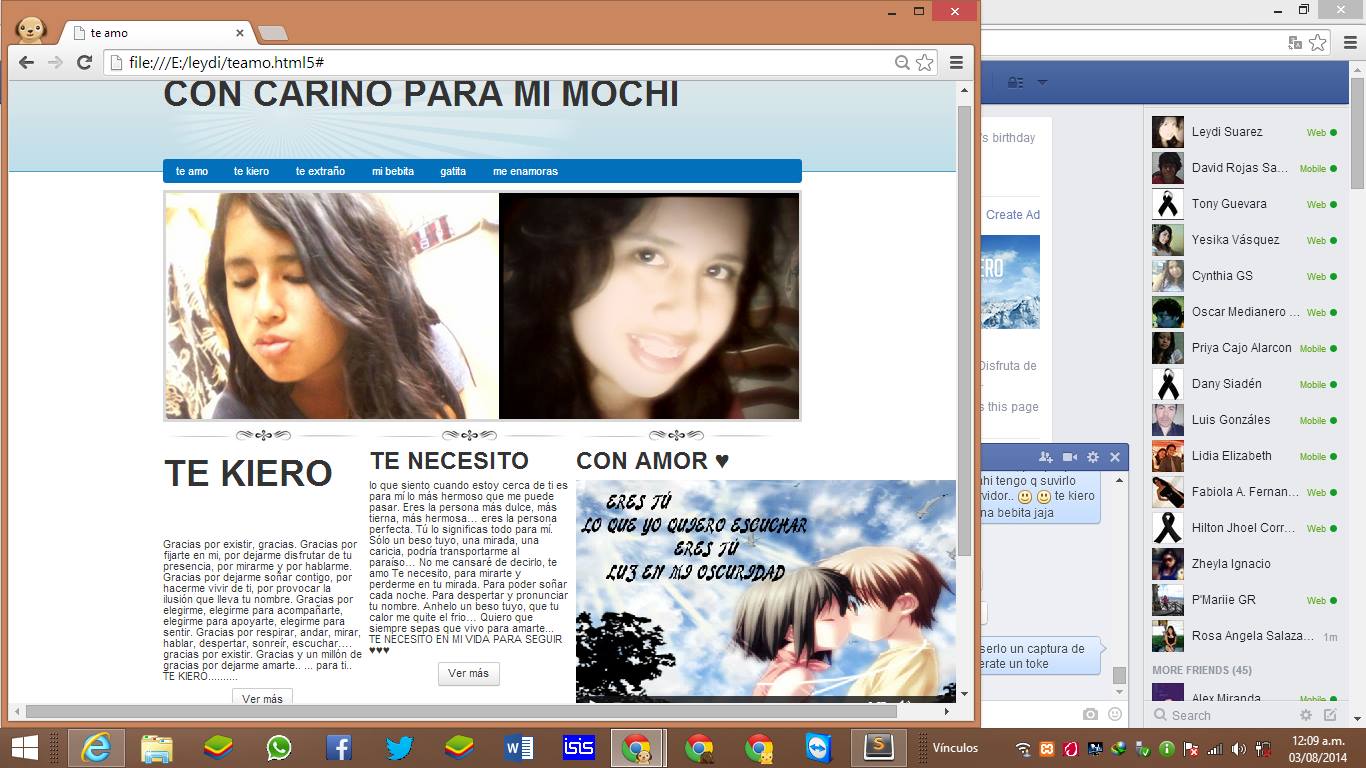 te amo
file:///E:/leydi/teamo.html5#
CON CARINO PARA MI MOCHI
te amo te kiero te extraño mi bebita gatita me enamoras
TE KIERO
Gracias por existir, gracias. Gracias por
fijarte en mi, por dejarme disfrutar de tu
presencia, por mirarme y por hablarme.
Gracias por dejarme soñar contigo, por
hacerme vivir de ti, por provocar la
ilusión que lleva tu nombre. Gracias por
elegirme, elegirme para acompañarte,
elegirme para apoyarte, elegirme para
sentir. Gracias por respirar, andar, mirar,
hablar, despertar, sonreír, escuchar….
gracias por existir. Gracias y un millón de
gracias por dejarme amarte.. ... para ti..
TE KIERO..........
Ver más
TE NECESITO
lo que siento cuando estoy cerca de ti es
para mí lo más hermoso que me puede
pasar. Eres la persona más dulce, más
tierna, más hermosa… eres la persona
perfecta. Tú lo significas todo para mí.
Sólo un beso tuyo, una mirada, una
caricia, podría transportarme al
paraíso… No me cansaré de decirlo, te
amo Te necesito, para mirarte y
perderme en tu mirada. Para poder soñar
cada noche. Para despertar y pronunciar
tu nombre. Anhelo un beso tuyo, que tu
calor me quite el frio… Quiero que
siempre sepas que vivo para amarte...
TE NECESITO EN MI VIDA PARA SEGUIR
♥♥♥
Ver más
CON AMOR ♥
ERES TÚ
LO QUE YO QUIERO ESCUCHAR
ERES TÚ
LUZ EN MI OSCURIDAD
's birthday
Create Ad
ERO
Disfruta de
s this page
ahi tengo q suvirlo
rvidor.. te kiero
na bebita jaja
serlo un captura de
erate un toke
Leydi Suarez Web
David Rojas Sa... Mobile
Tony Guevara Web
Yesika Vásquez Web
Cynthia GS Web
Oscar Medianero ... Web
Priya Cajo Alarcon Mobile
Dany Siadén Web
Luis Gonzáles Mobile
Lidia Elizabeth Mobile
Fabiola A. Fernan... Web
Hilton Jhoel Corr... Web
Zheyla Ignacio
P'Mariie GR Web
Rosa Angela Salaza... 1m
MORE FRIENDS (45)
Alex Miranda Mobile
Search
isis
Vínculos
12:09 a.m.
03/08/2014